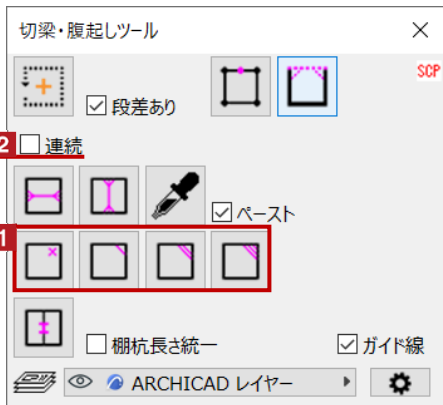 切梁・腹起しツール
段差あり
SCP
2 連続
ペースト
1
棚杭長さ統一
ガイド線
ARCHICAD レイヤー